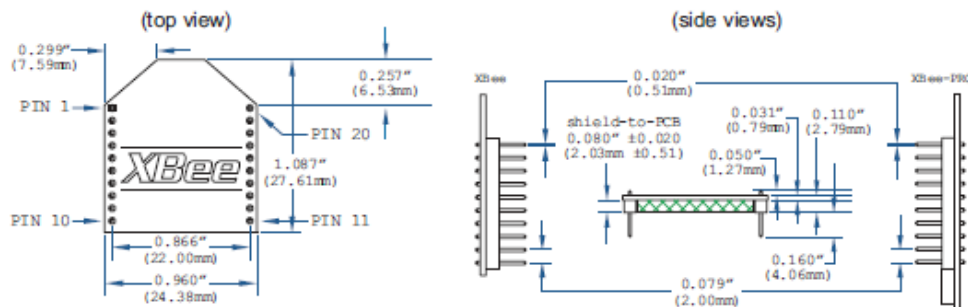 (top view)
0.299"
(7.59mm)
0.257"
(6.53mm)
PIN 1
PIN 20
XBee
1.087"
(27.61mm)
PIN 10
PIN 11
0.866"
(22.00mm)
0.960"
(24.38mm)
(side views)
XBee
XBee-PRO
0.020"
(0.51mm)
shield-to-PCB
0.080" ±0.020
(2.03mm ±0.51)
0.031"
(0.79mm)
0.110"
(2.79mm)
0.050"
(1.27mm)
0.160"
(4.06mm)
0.079"
(2.00mm)